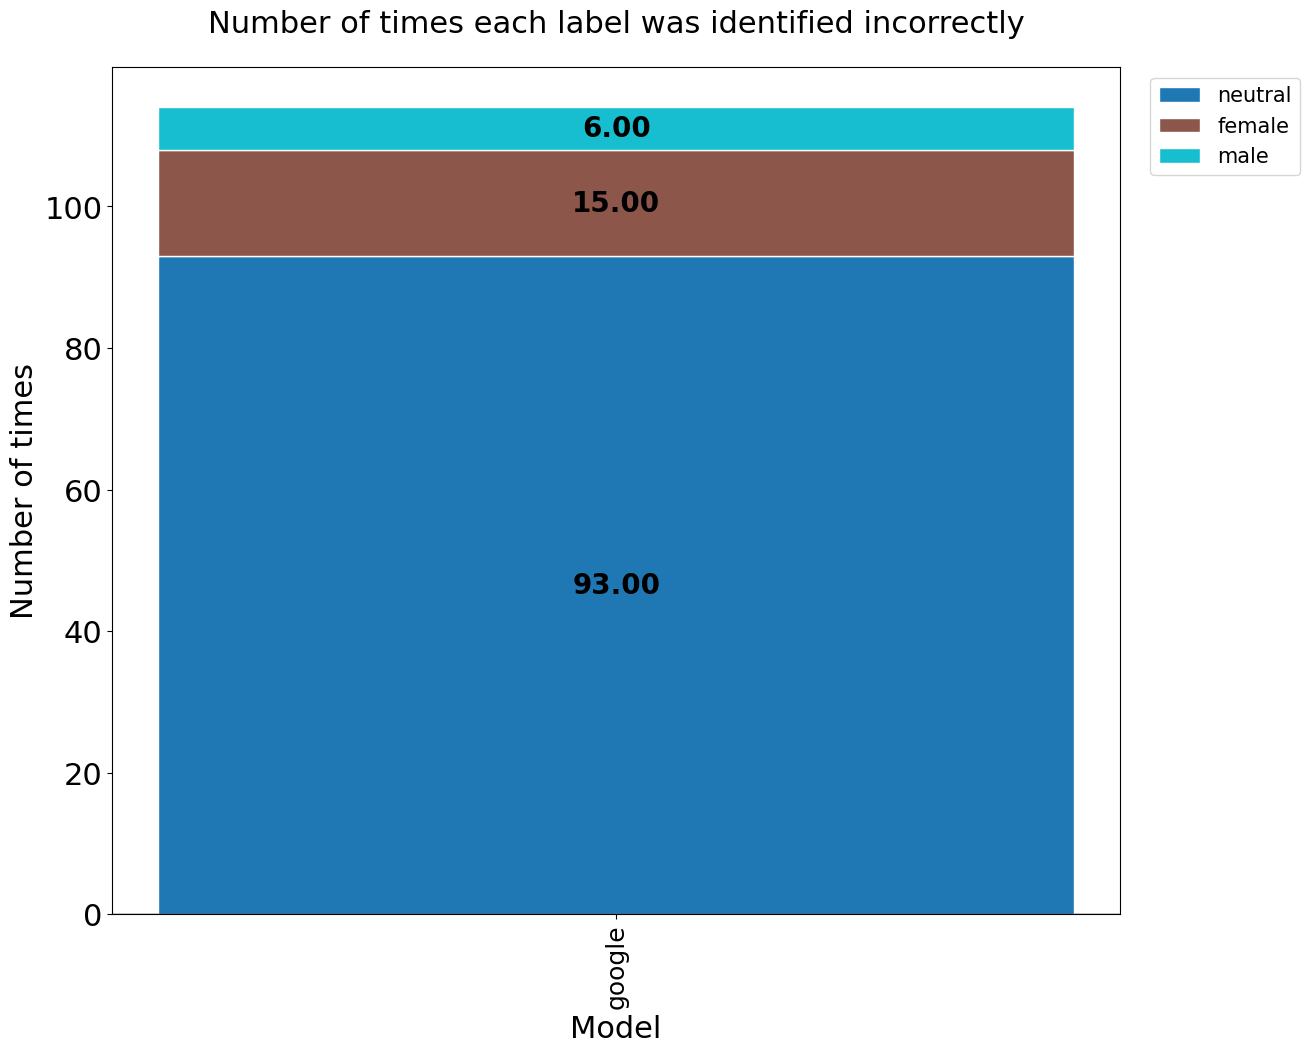 Number of times each label was identified incorrectly
neutral
female
male
6.00
15.00
93.00
100
80
60
40
20
0
Number of times
google
Model